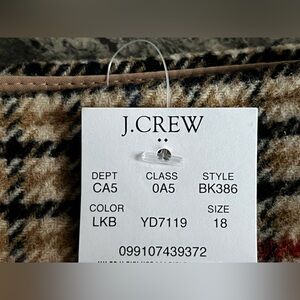 J.CREW
DEPT CLASS STYLE
CA5 0A5 BK386
COLOR SIZE
LKB YD7119 18
099107439372